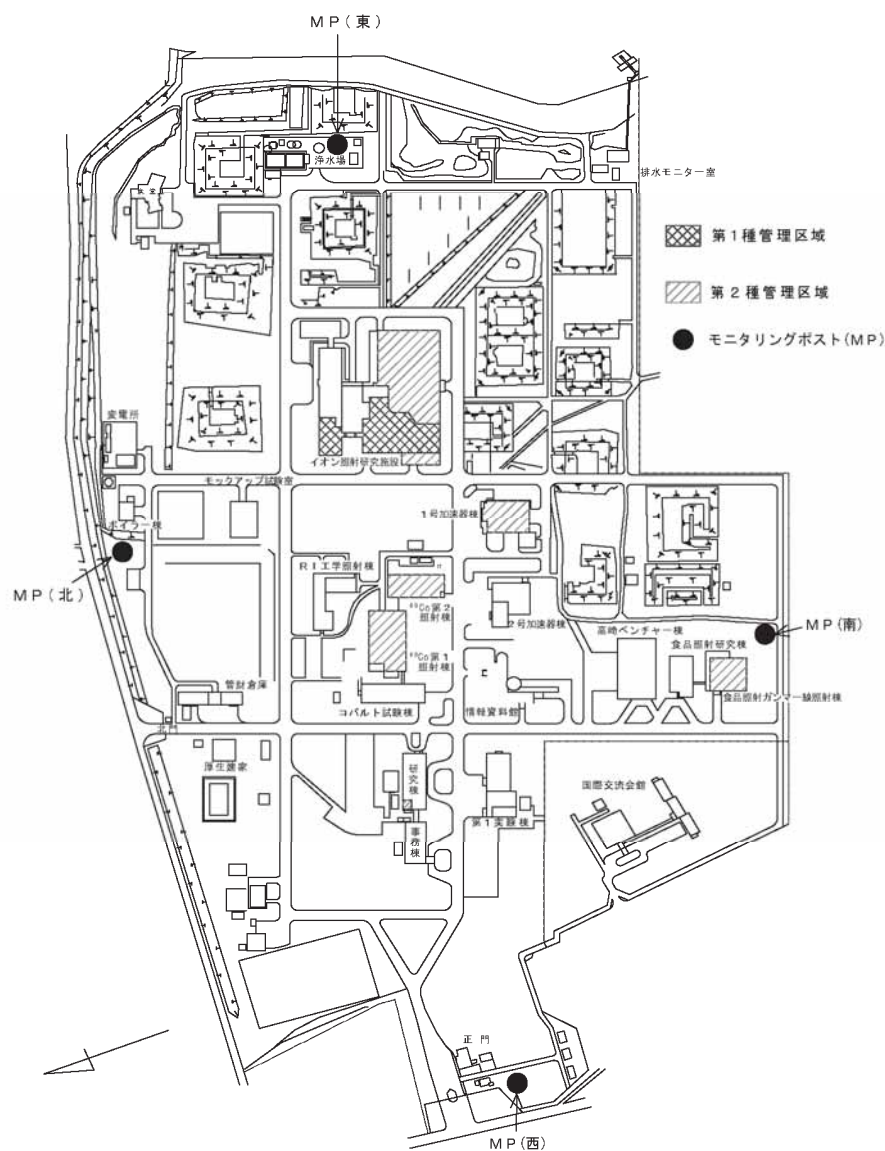 ＭＰ(東)
浄水場
排水モニター室
第１種管理区域
第２種管理区域
モニタリングポスト(ＭＰ)
変電所
イオン照射研究施設
モックアップ試験室
１号加速器棟
ボイラー棟
ＲＩ工学照射棟
ＭＰ(北)
⁶⁰Co第２
照射棟
２号加速器棟
高崎ベンチャー棟
ＭＰ(南)
食品照射研究棟
⁶⁰Co第１
照射棟
管財倉庫
コバルト試験棟
情報資料館
食品照射ガンマー線照射棟
北門
厚生建家
研究棟
国際交流会館
第１実験棟
事務棟
正門
ＭＰ(西)